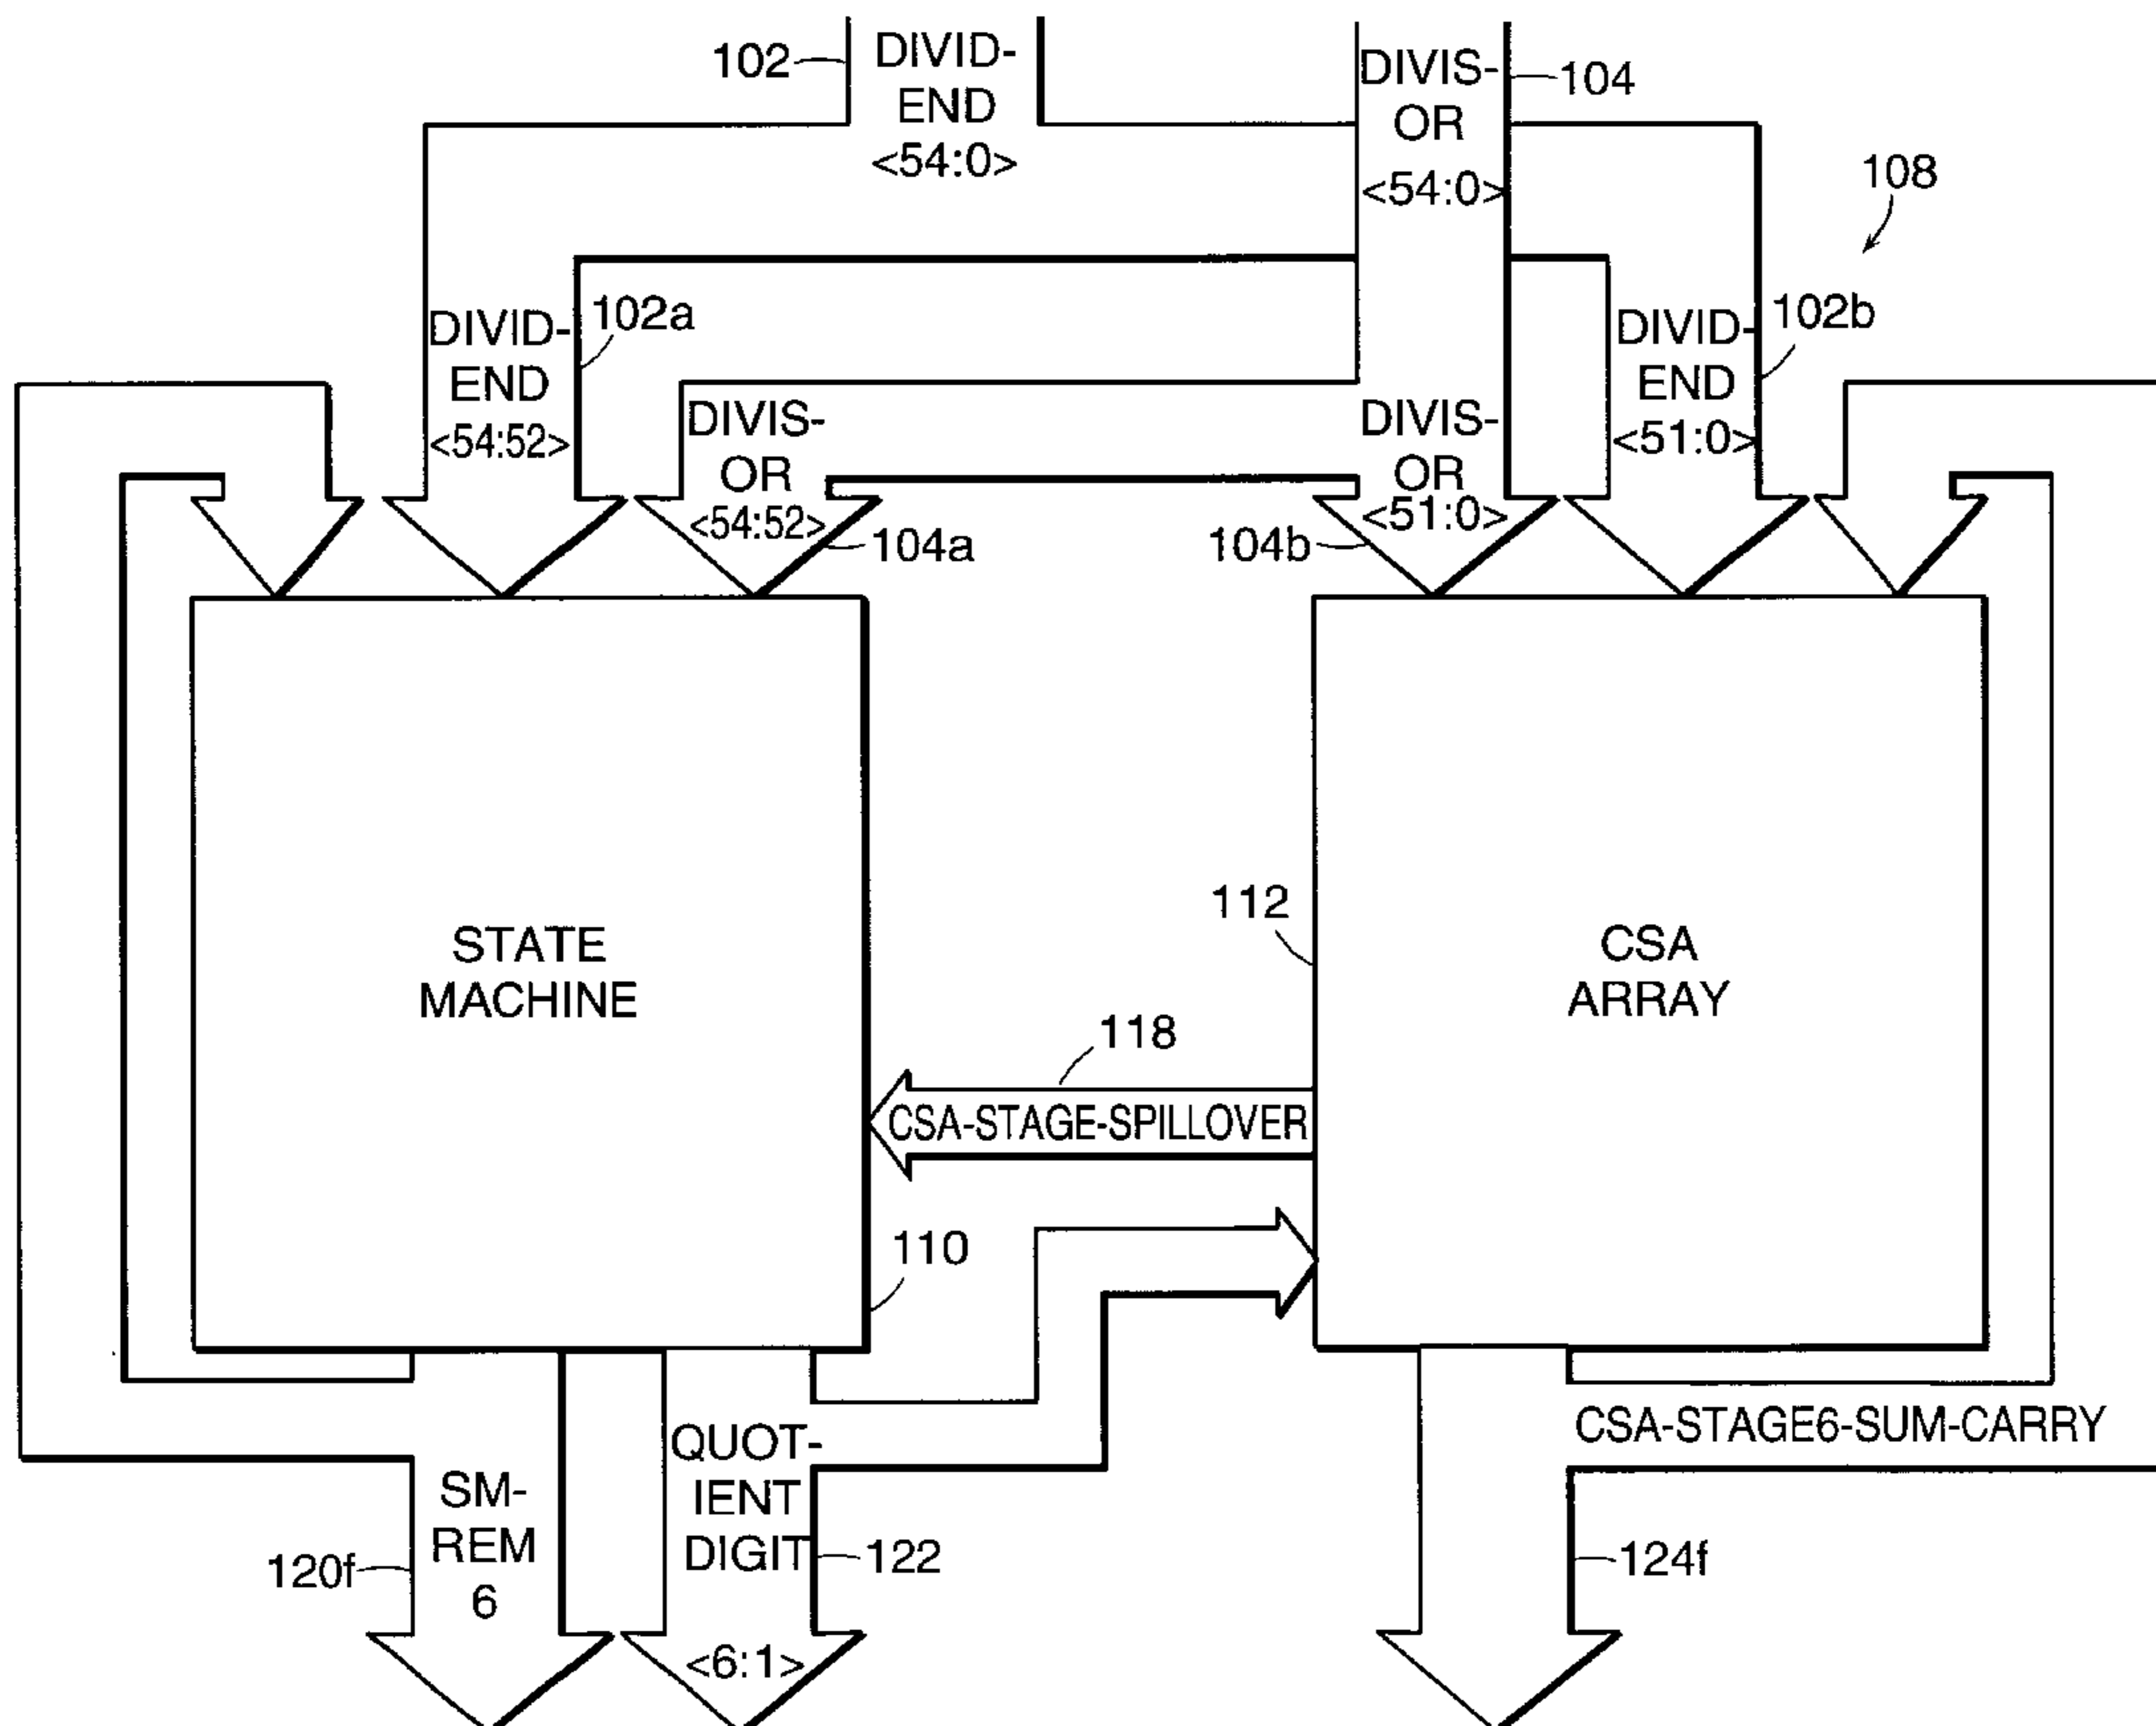 102
DIVID-
END
<54:0>
DIVIS-
OR
<54:0>
104
108
DIVID-
END
<54:52>
102a
DIVIS-
OR
<54:52>
104a
DIVIS-
OR
<51:0>
104b
DIVID-
END
<51:0>
102b
STATE
MACHINE
112
CSA
ARRAY
118
CSA-STAGE-SPILLOVER
110
SM-
REM
6
120f
QUOT-
IENT
DIGIT
<6:1>
122
CSA-STAGE6-SUM-CARRY
124f